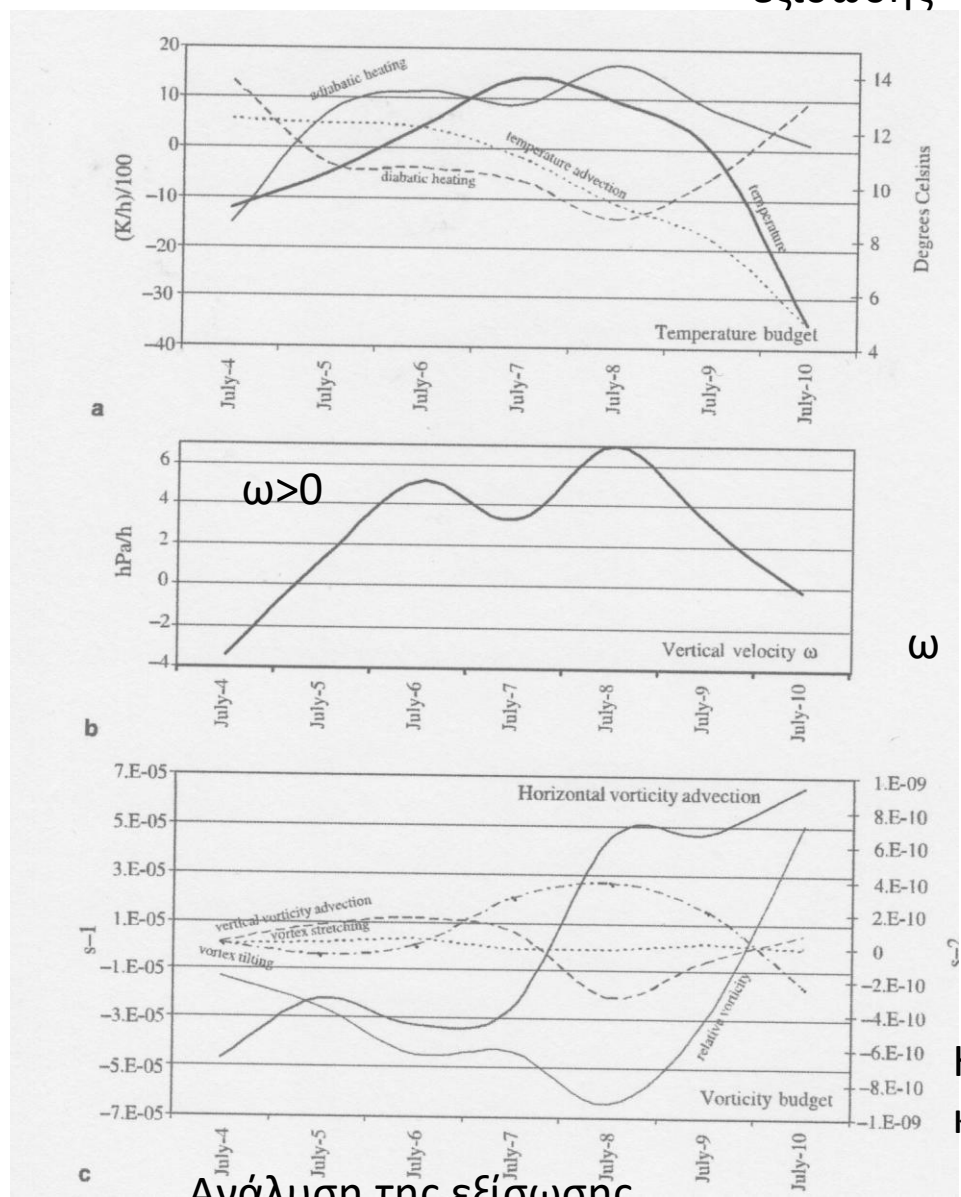 εξίσωσης
20
10
0
-10
-20
-30
-40
(K/h)/100
14
12
10
8
6
4
Degrees Celsius
adiabatic heating
temperature advection
diabatic heating
temperature
Temperature budget
July-4
July-5
July-6
July-7
July-8
July-9
July-10
a
6
4
2
0
-2
-4
hPa/h
ω>0
Vertical velocity ω
ω
July-4
July-5
July-6
July-7
July-8
July-9
July-10
b
7.E-05
5.E-05
3.E-05
1.E-05
-1.E-05
-3.E-05
-5.E-05
-7.E-05
s-1
1.E-09
8.E-10
6.E-10
4.E-10
2.E-10
0
-2.E-10
-4.E-10
-6.E-10
-8.E-10
-1.E-09
s-2
Horizontal vorticity advection
vertical vorticity advection
vortex stretching
vortex tilting
relative vorticity
Vorticity budget
July-4
July-5
July-6
July-7
July-8
July-9
July-10
c
Ανάλυση της εξίσωσης